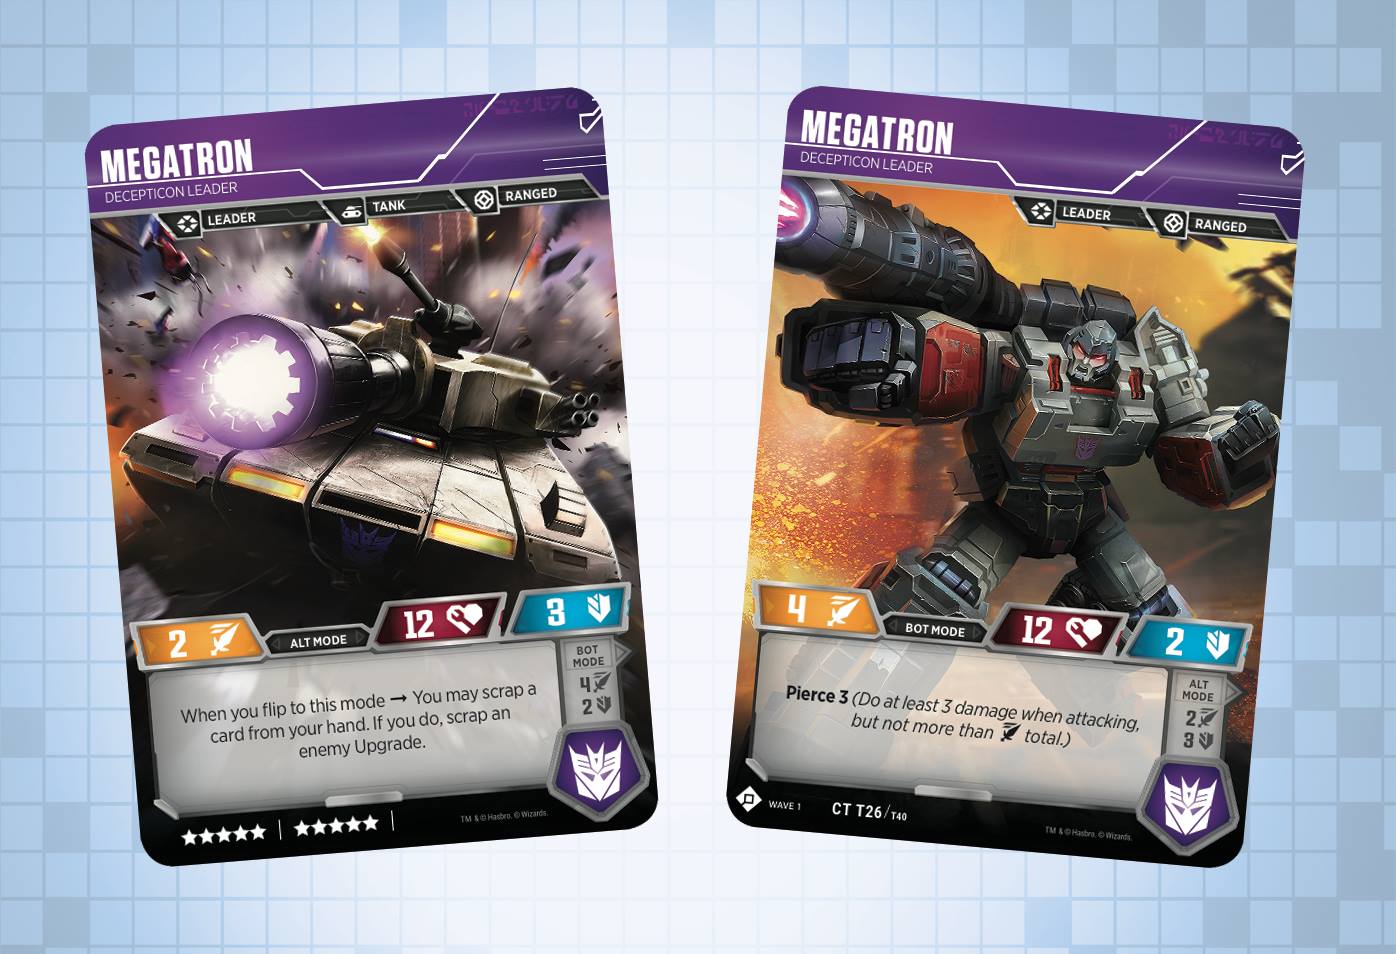 MEGATRON
DECEPTICON LEADER
LEADER
TANK
RANGED
2
ALT MODE
12
3
When you flip to this mode → You may scrap a
card from your hand. If you do, scrap an
enemy Upgrade.
BOT
MODE
4
2
TM & © Hasbro. © Wizards.
MEGATRON
DECEPTICON LEADER
LEADER
RANGED
4
BOT MODE
12
2
Pierce 3 (Do at least 3 damage when attacking,
but not more than total.)
ALT
MODE
2
3
WAVE 1
CT T26/T40
TM & © Hasbro. © Wizards.